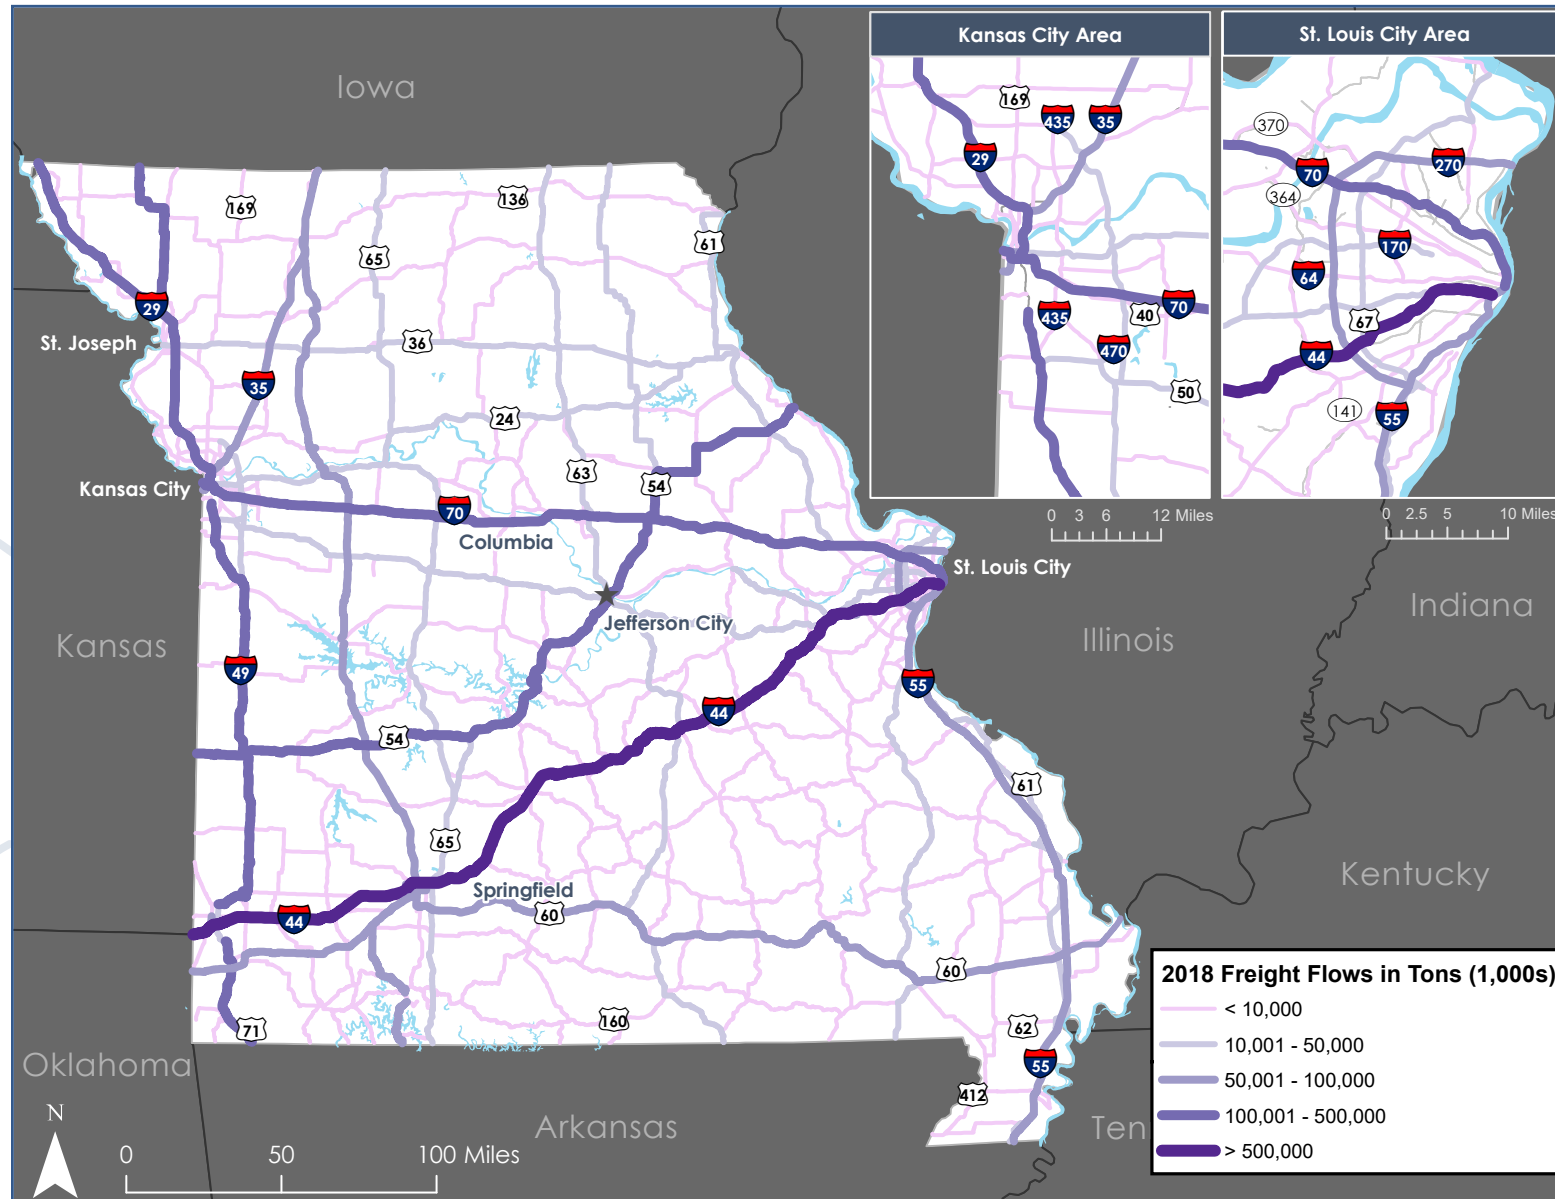 Kansas City Area
St. Louis City Area
Iowa
169
435
35
29
435
40
70
470
50
370
270
70
364
170
64
67
44
141
55
0 3 6 12 Miles
0 2.5 5 10 Miles
169
136
65
61
29
St. Joseph
36
35
24
63
54
Kansas City
70
Columbia
St. Louis City
Jefferson City
Kansas
Illinois
Indiana
49
44
55
54
61
65
Kentucky
Springfield
60
44
60
71
160
62
55
412
Oklahoma
Arkansas
Ten
N
0 50 100 Miles
2018 Freight Flows in Tons (1,000s)
< 10,000
10,001 - 50,000
50,001 - 100,000
100,001 - 500,000
> 500,000